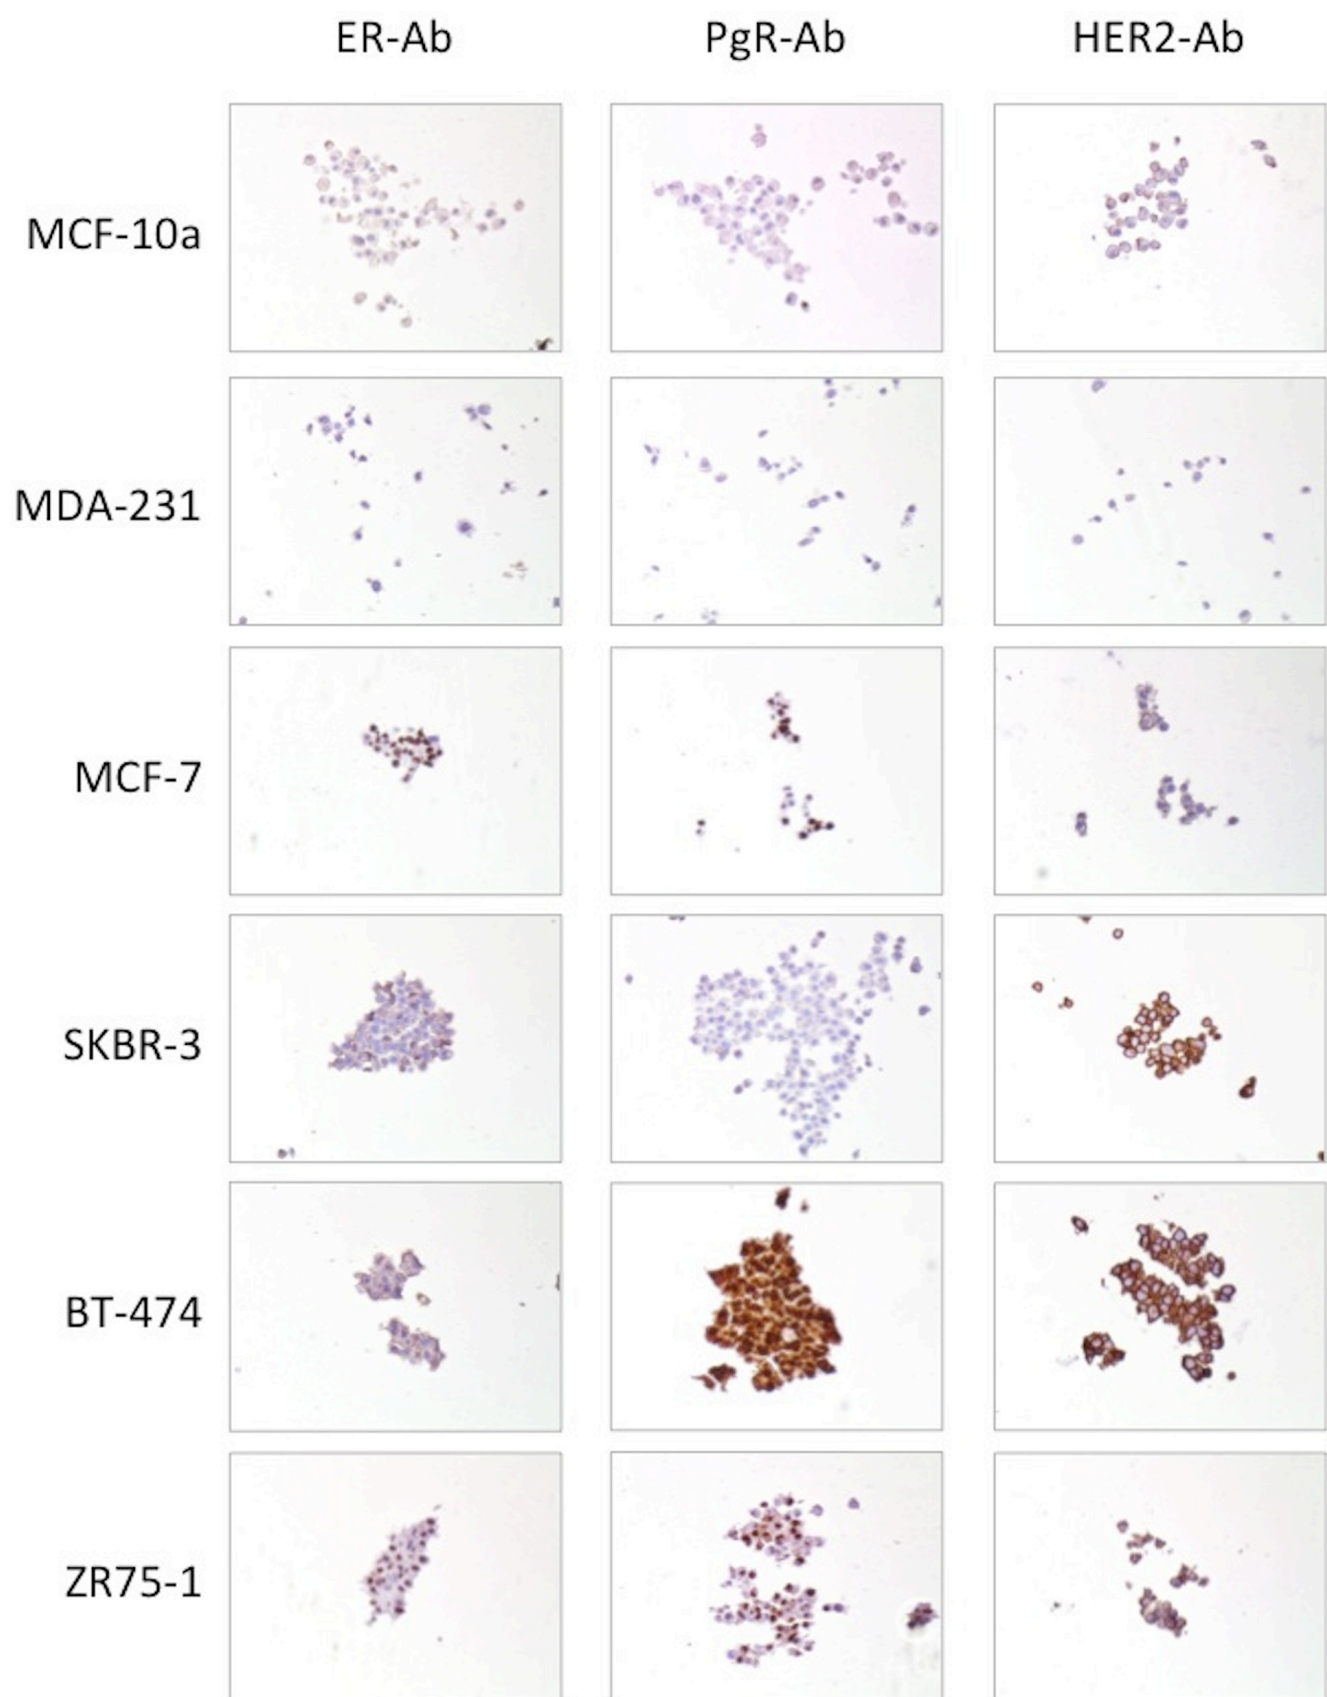 ER-Ab PgR-Ab HER2-Ab
MCF-10a
MDA-231
MCF-7
SKBR-3
BT-474
ZR75-1